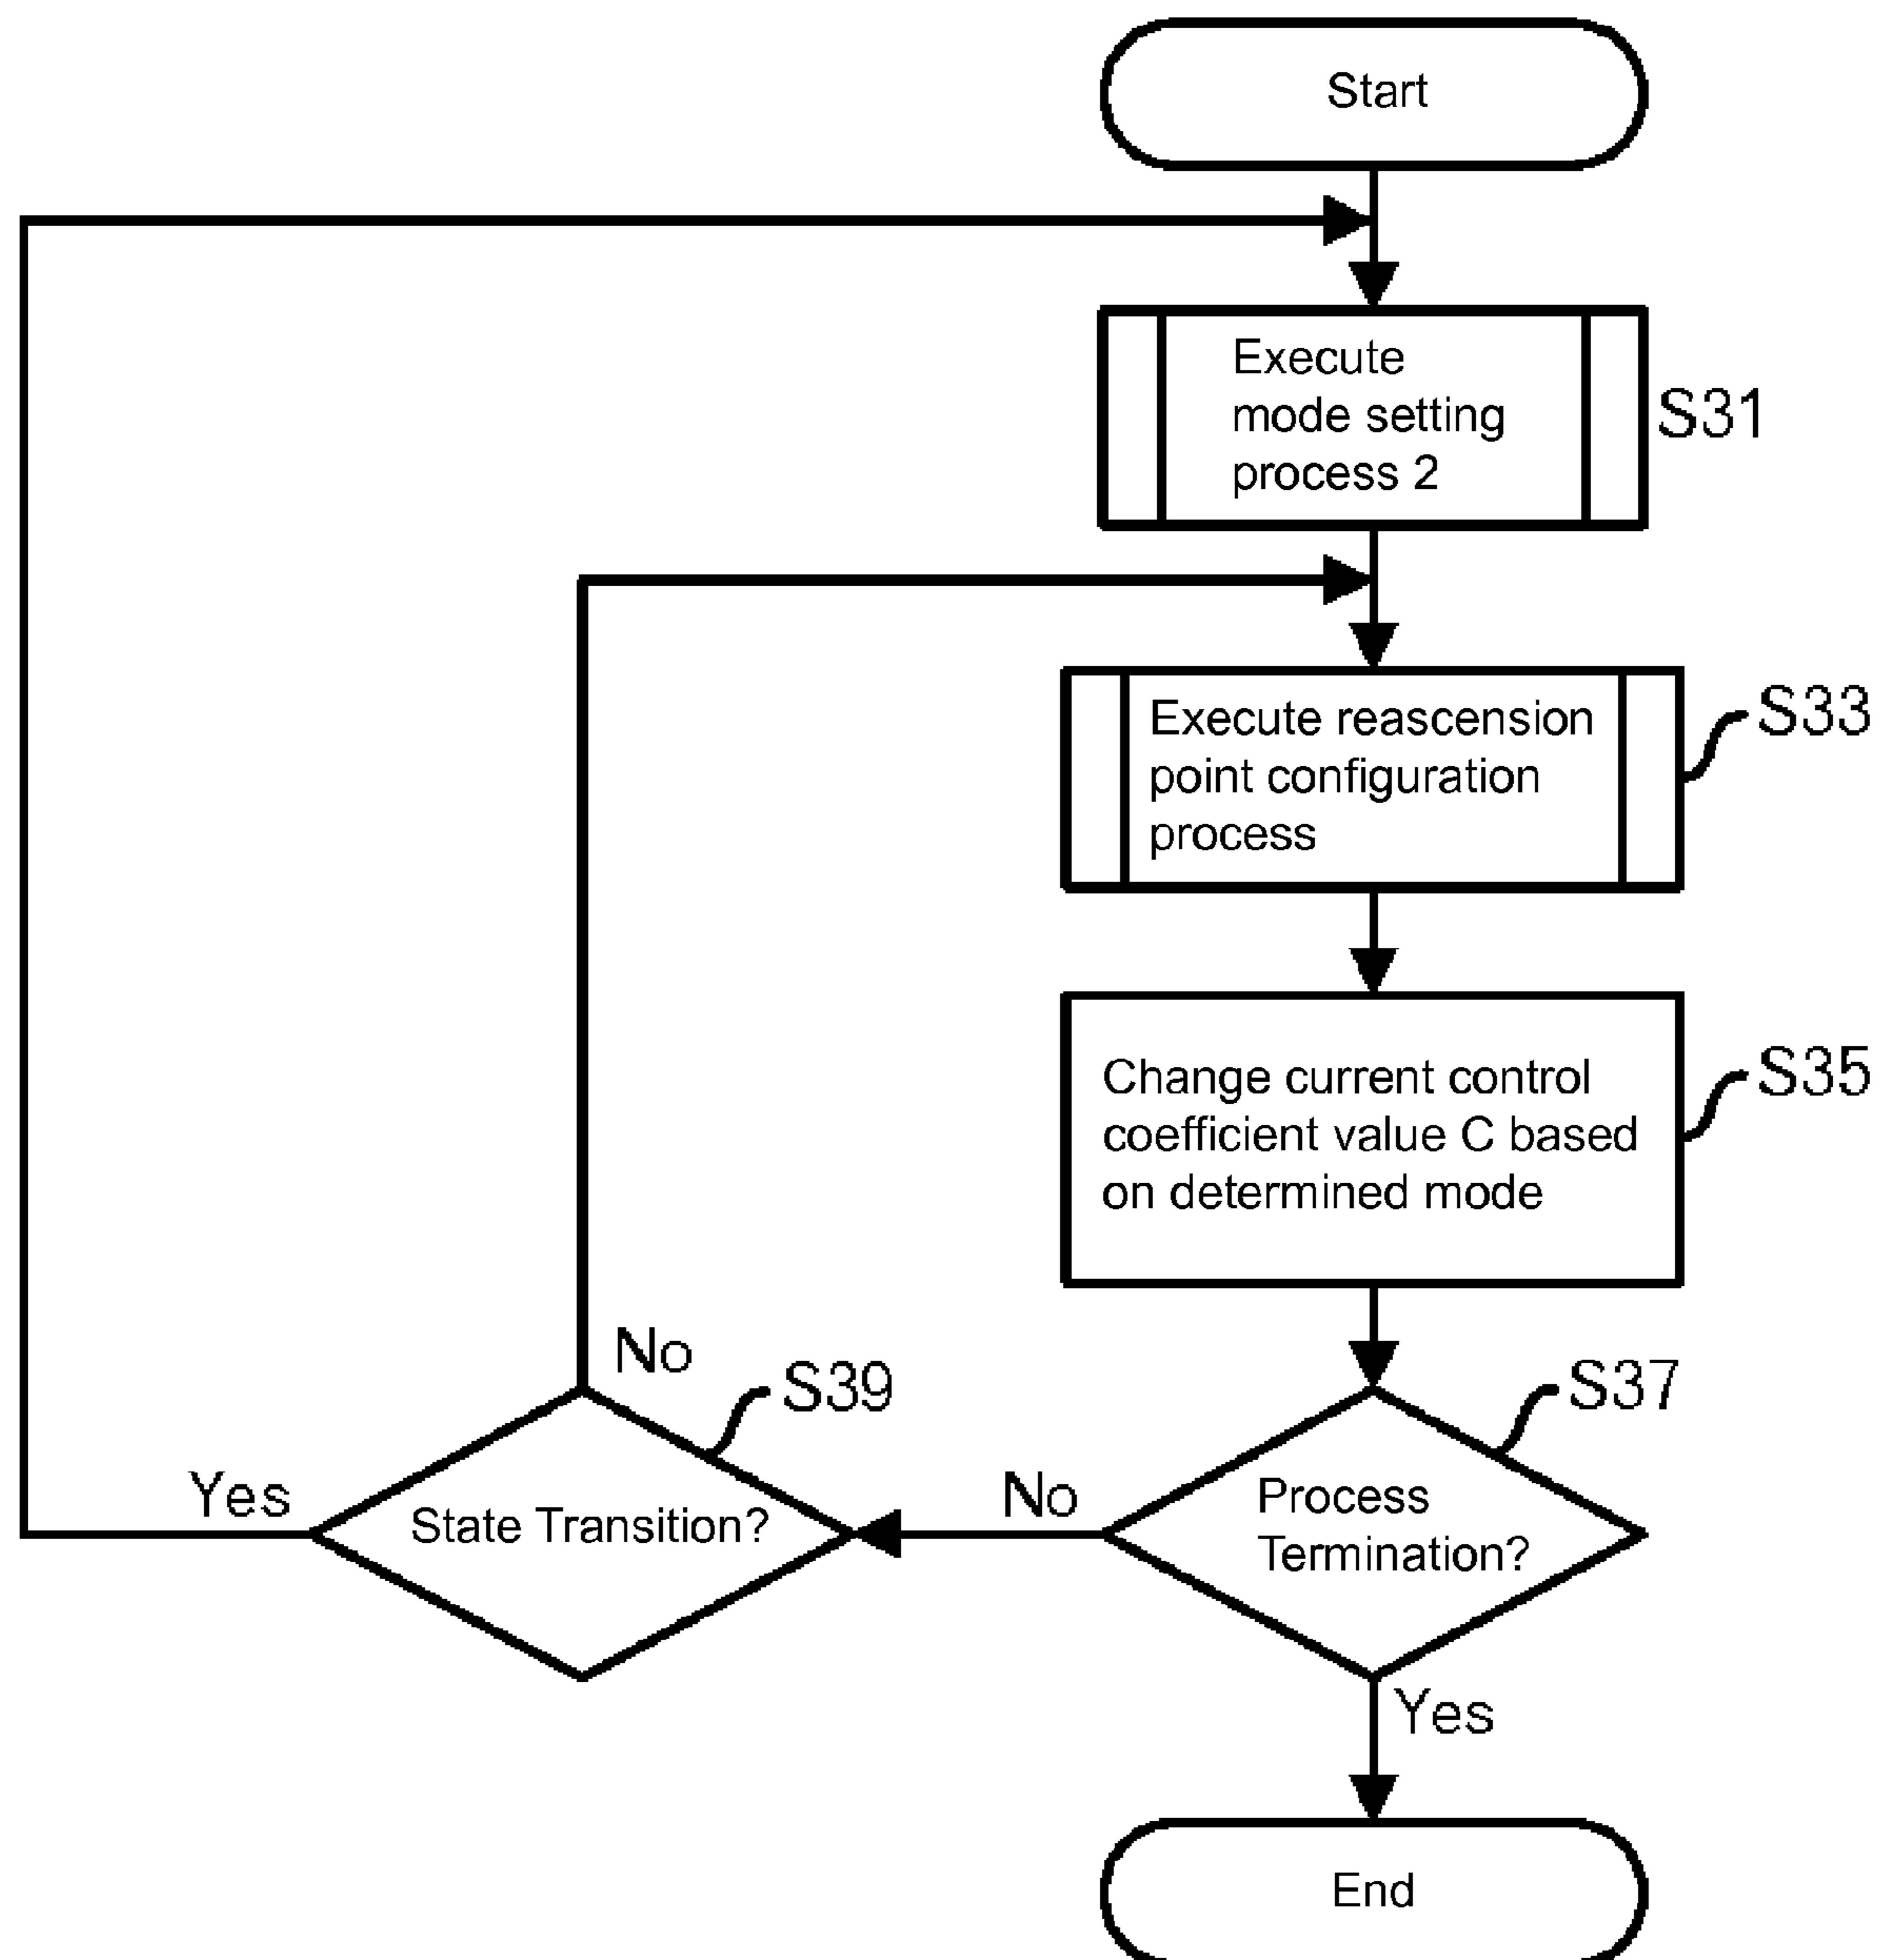 Start
Execute
mode setting
process 2
S31
Execute reascension
point configuration
process
S33
Change current control
coefficient value C based
on determined mode
S35
Process
Termination?
S37
No
Yes
State Transition?
S39
No
Yes
End